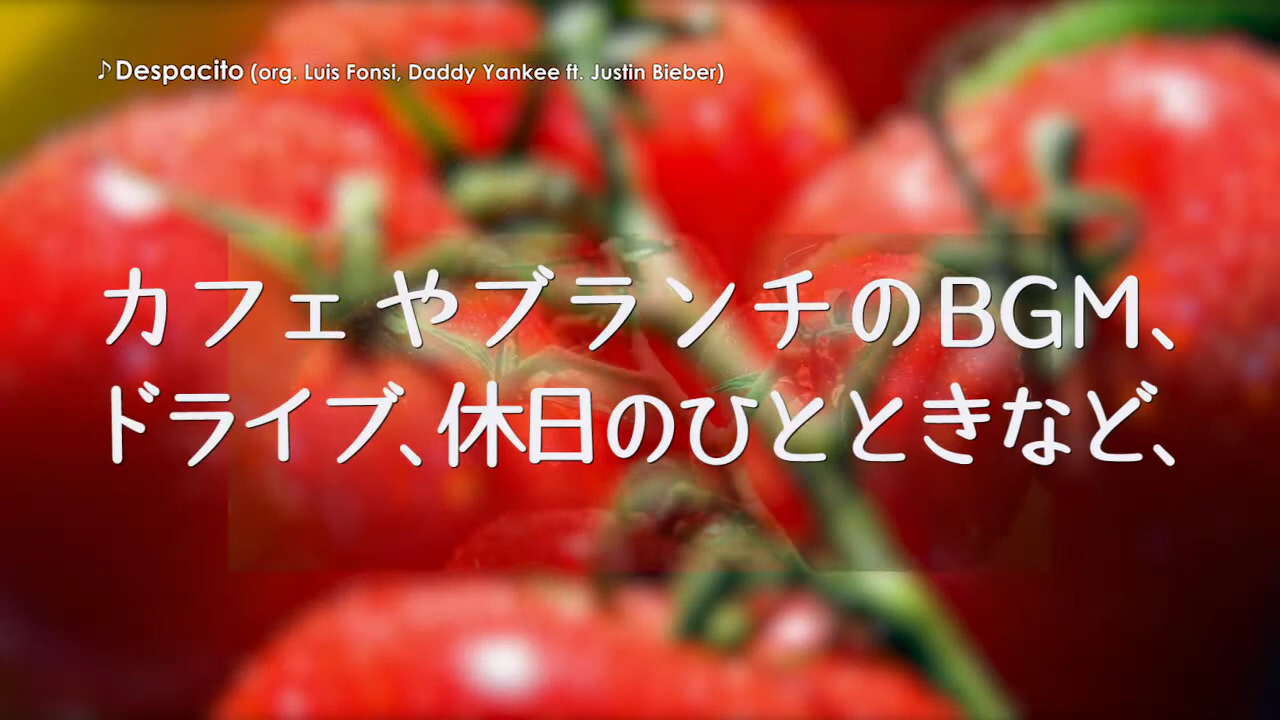 ♪Despacito (org. Luis Fonsi, Daddy Yankee ft. Justin Bieber)
カフェやブランチのBGM、
ドライブ、休日のひとときなど、